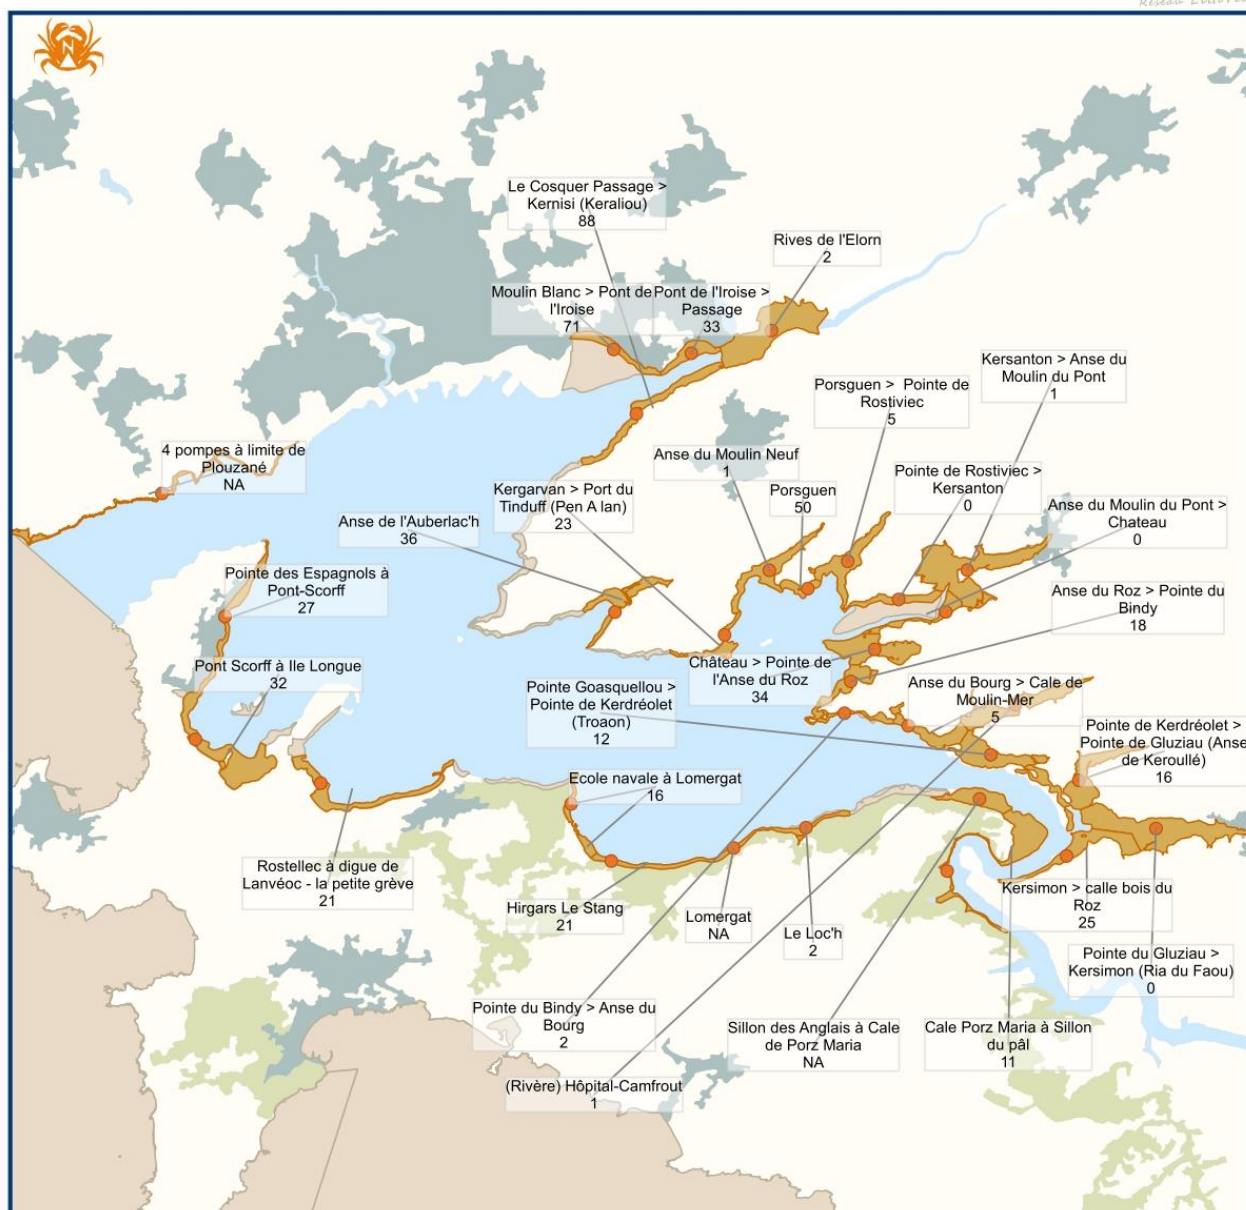 Réseau Littoral
N
Le Cosquer Passage >
Kernisi (Keraliou)
88
Rives de l'Elorn
2
Moulin Blanc > Pont de
l'Iroise
71
Pont de l'Iroise >
Passage
33
Kersanton > Anse du
Moulin du Pont
1
Porsguen > Pointe de
Rostiviec
5
4 pompes à limite de
Plouzané
NA
Anse du Moulin Neuf
1
Pointe de Rostiviec >
Kersanton
0
Kergarvan > Port du
Tinduff (Pen A lan)
23
Porsguen
50
Anse du Moulin du Pont >
Chateau
0
Anse de l'Auberlac'h
36
Pointe des Espagnols à
Pont-Scorff
27
Anse du Roz > Pointe du
Bindy
18
Pont Scorff à Ile Longue
32
Château > Pointe de
l'Anse du Roz
34
Pointe Goasquellou >
Pointe de Kerdréolet
(Troaon)
12
Anse du Bourg > Cale de
Moulin-Mer
5
Pointe de Kerdréolet >
Pointe de Gluziau (Anse
de Keroullé)
16
Ecole navale à Lomergat
16
Rostellec à digue de
Lanvéoc - la petite grève
21
Hirgars Le Stang
21
Lomergat
NA
Le Loc'h
2
Kersimon > calle bois du
Roz
25
Pointe du Gluziau >
Kersimon (Ria du Faou)
0
Pointe du Bindy > Anse du
Bourg
2
Sillon des Anglais à Cale
de Porz Maria
NA
Cale Porz Maria à Sillon
du pâl
11
(Rivère) Hôpital-Camfrout
1